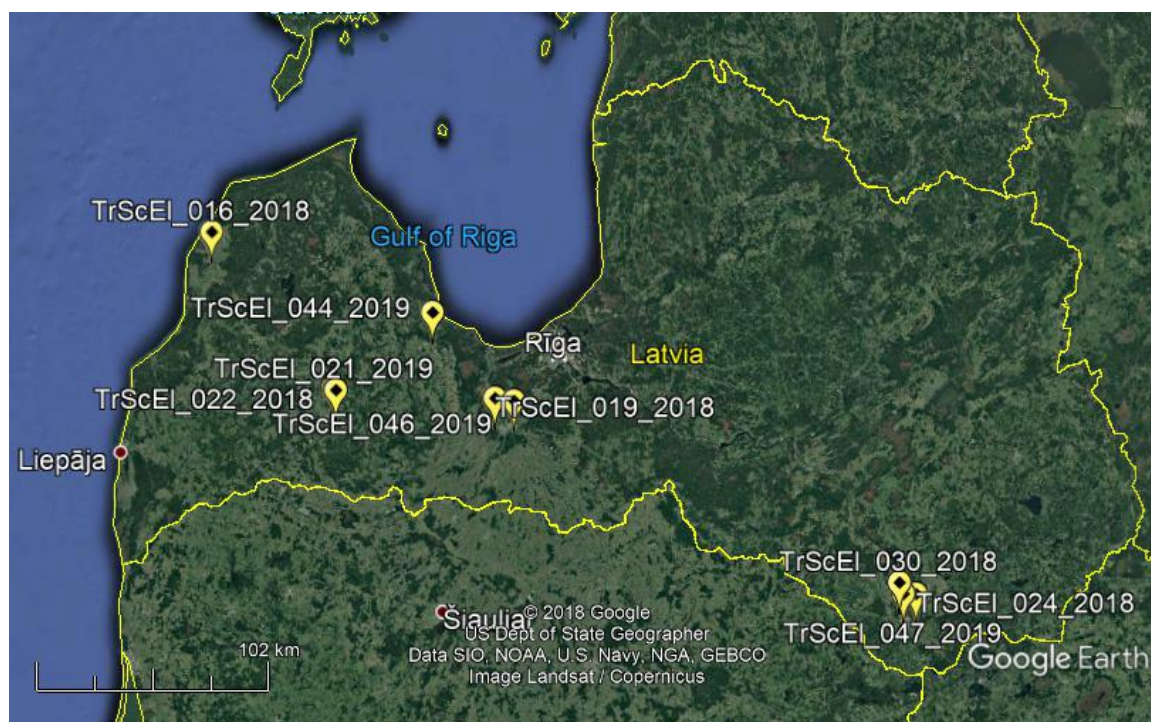 TrScEl_016_2018
Gulf of Riga
TrScEl_044_2019
Rīga
Latvia
TrScEl_021_2019
TrScEl_022_2018
TrScEl_019_2018
TrScEl_046_2019
Liepāja
TrScEl_030_2018
TrScEl_024_2018
TrScEl_047_2019
© 2018 Google
US Dept of State Geographer
Data SIO, NOAA, U.S. Navy, NGA, GEBCO
Image Landsat / Copernicus
102 km
Google Earth